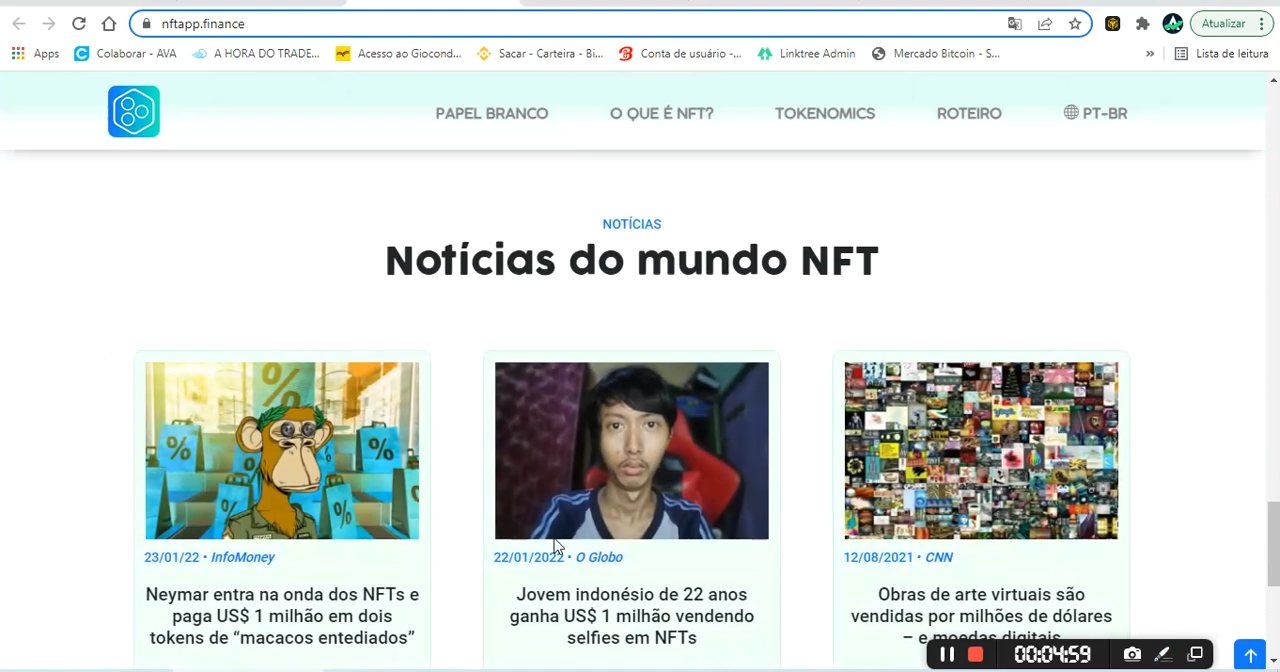 nftapp.finance
Atualizar
Apps
Colaborar - AVA
A HORA DO TRADE...
Acesso ao Giocond...
Sacar - Carteira - Bi...
Conta de usuário -...
Linktree Admin
Mercado Bitcoin - S...
»
Lista de leitura
PAPEL BRANCO
O QUE É NFT?
TOKENOMICS
ROTEIRO
PT-BR
NOTÍCIAS
Notícias do mundo NFT
%
%
%
%
%
23/01/22 • InfoMoney
Neymar entra na onda dos NFTs e
paga US$ 1 milhão em dois
tokens de “macacos entediados”
22/01/2022 • O Globo
Jovem indonésio de 22 anos
ganha US$ 1 milhão vendendo
selfies em NFTs
12/08/2021 • CNN
Obras de arte virtuais são
vendidas por milhões de dólares
– e moedas digitais
00:04:59